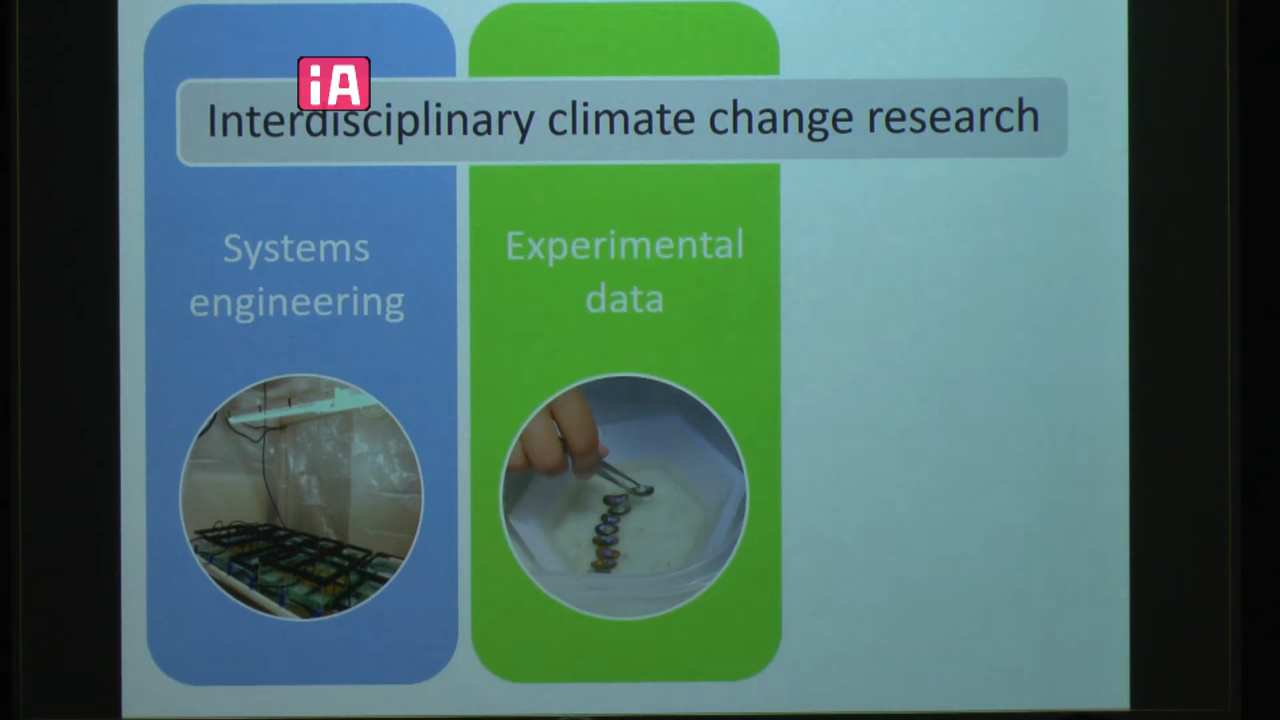 iA
Interdisciplinary climate change research
Systems
engineering
Experimental
data